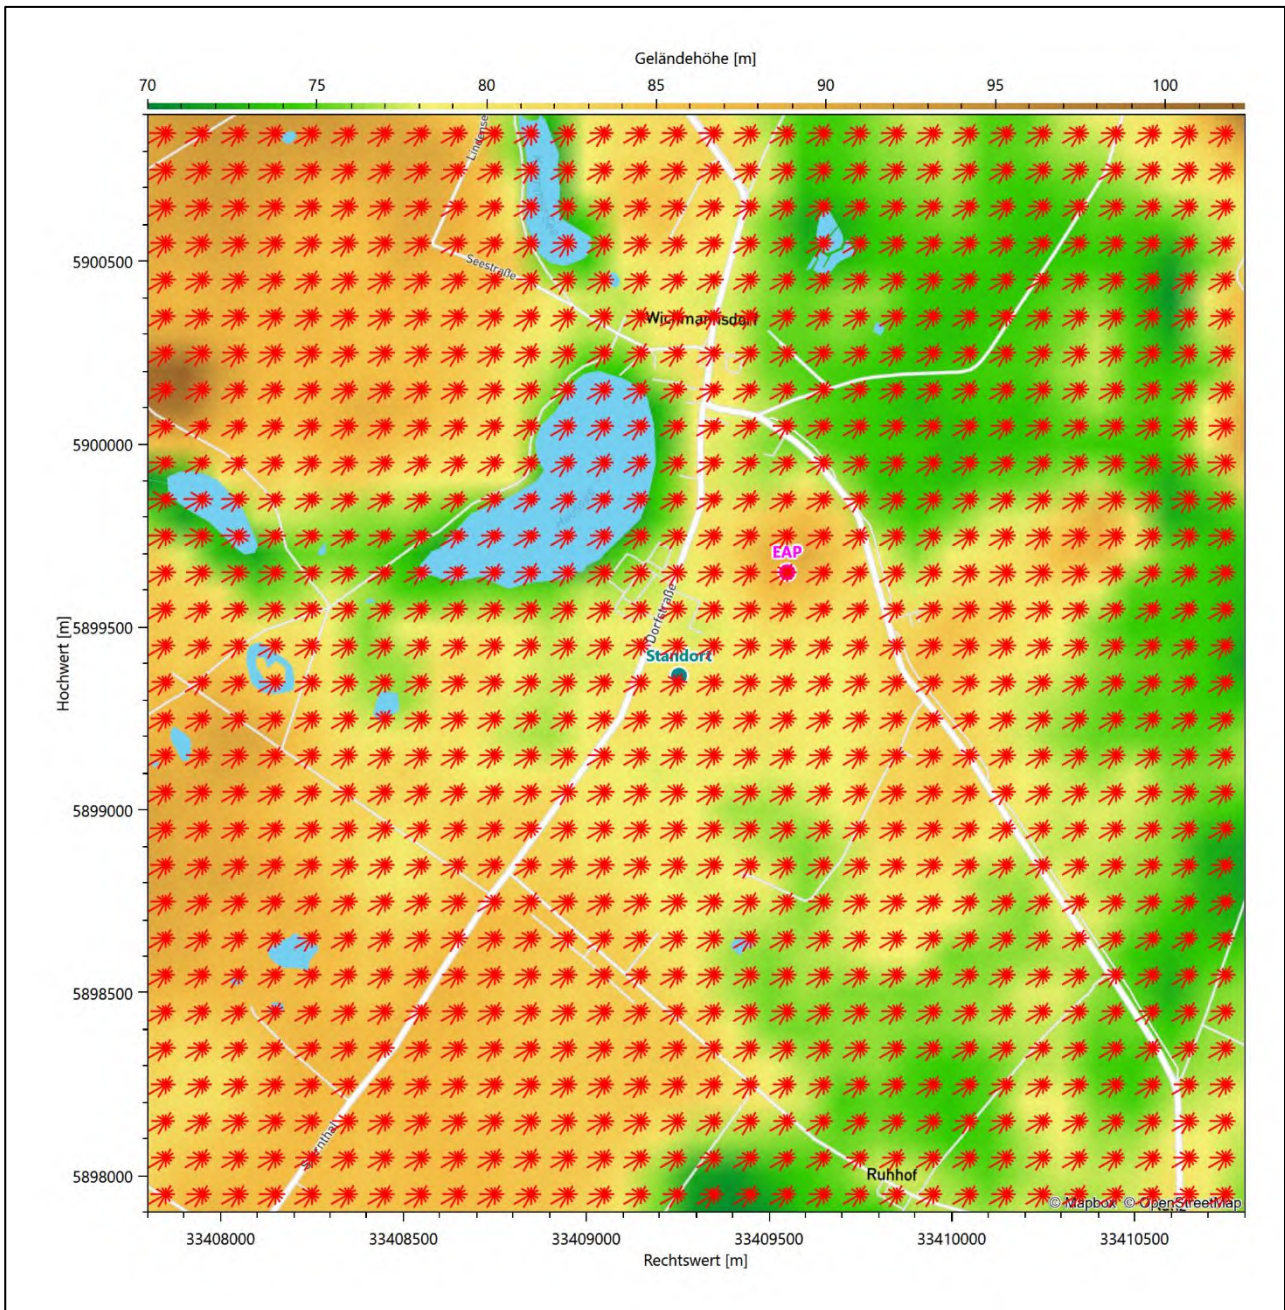 Geländehöhe [m]
70 75 80 85 90 95 100
Lindense
Seestraße
5900500
Wichmannsdorf
5900000
EAP
5899500
Dorfstraße
Standort
Hochwert [m]
5899000
5898500
5898000
Ruhhof
© Mapbox © OpenStreetMap
33408000 33408500 33409000 33409500 33410000 33410500
Rechtswert [m]